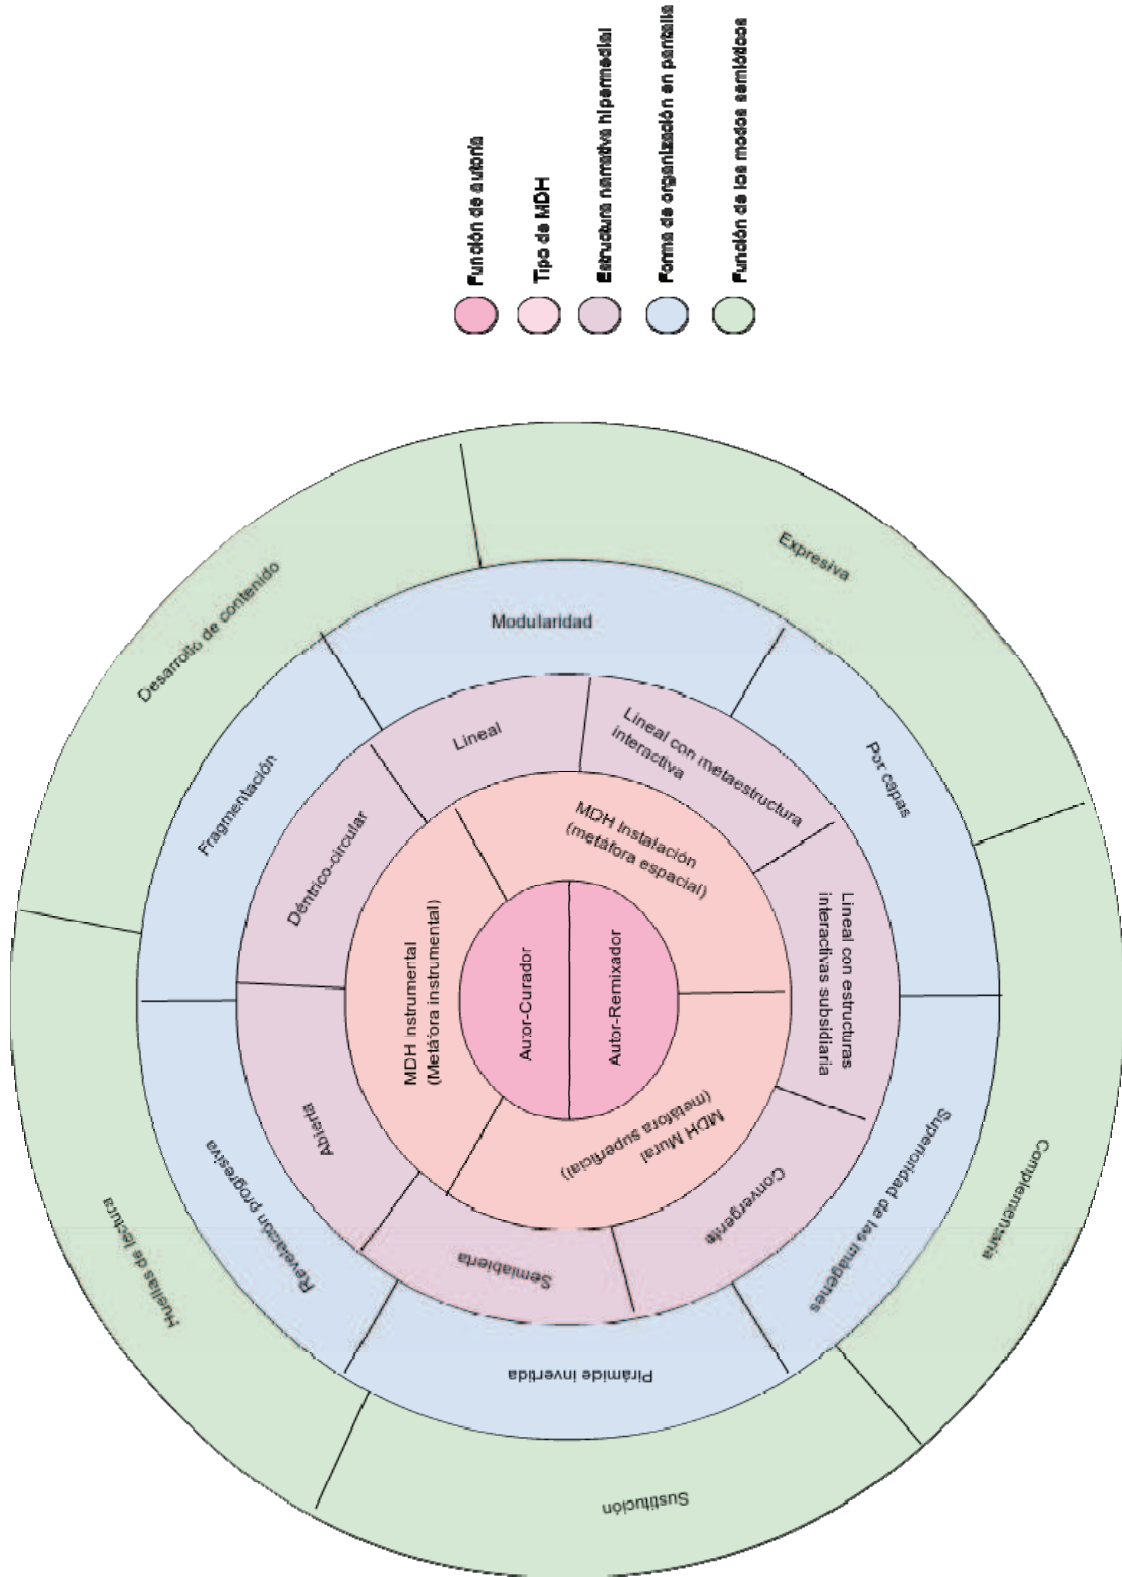 Función de autoría
Tipo de MDH
Estructura narrativa hipermedial
Forma de organización en pantalla
Función de los modos semióticos
Autor-Curador
Autor-Remixador
MDH Instrumental
(Metáfora instrumental)
MDH Instalación
(metáfora espacial)
MDH Mural
(metáfora superficial)
Déntrico-circular
Lineal
Lineal con metaestructura
interactiva
Lineal con estructuras
interactivas subsidiaria
Convergente
Semiabierta
Abierta
Fragmentación
Modularidad
Por capas
Superioridad de las imágenes
Pirámide invertida
Revelación progresiva
Desarrollo de contenido
Expresiva
Complementaria
Sustitución
Huellas de lectura